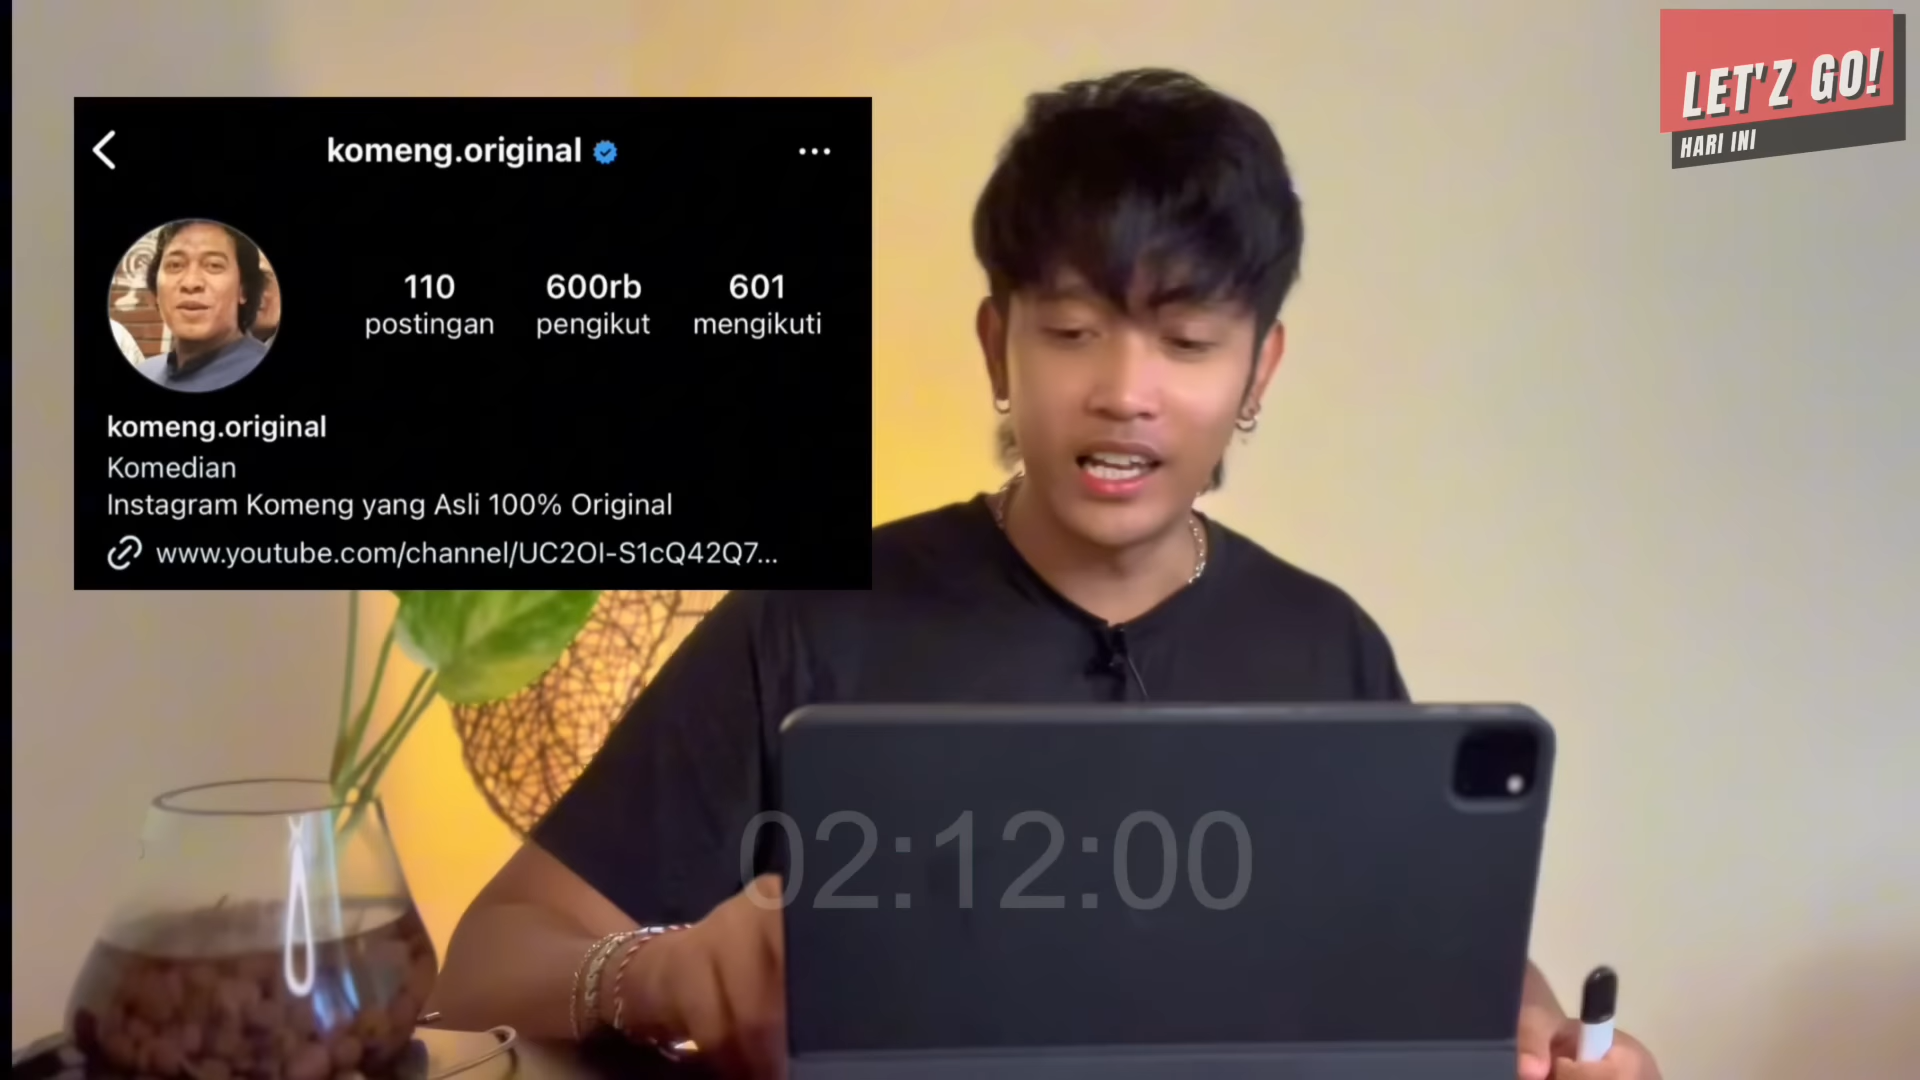 LET'Z GO!
HARI INI
komeng.original
110
postingan
600rb
pengikut
601
mengikuti
komeng.original
Komedian
Instagram Komeng yang Asli 100% Original
www.youtube.com/channel/UC2OI-S1cQ42Q7...
02:12:00